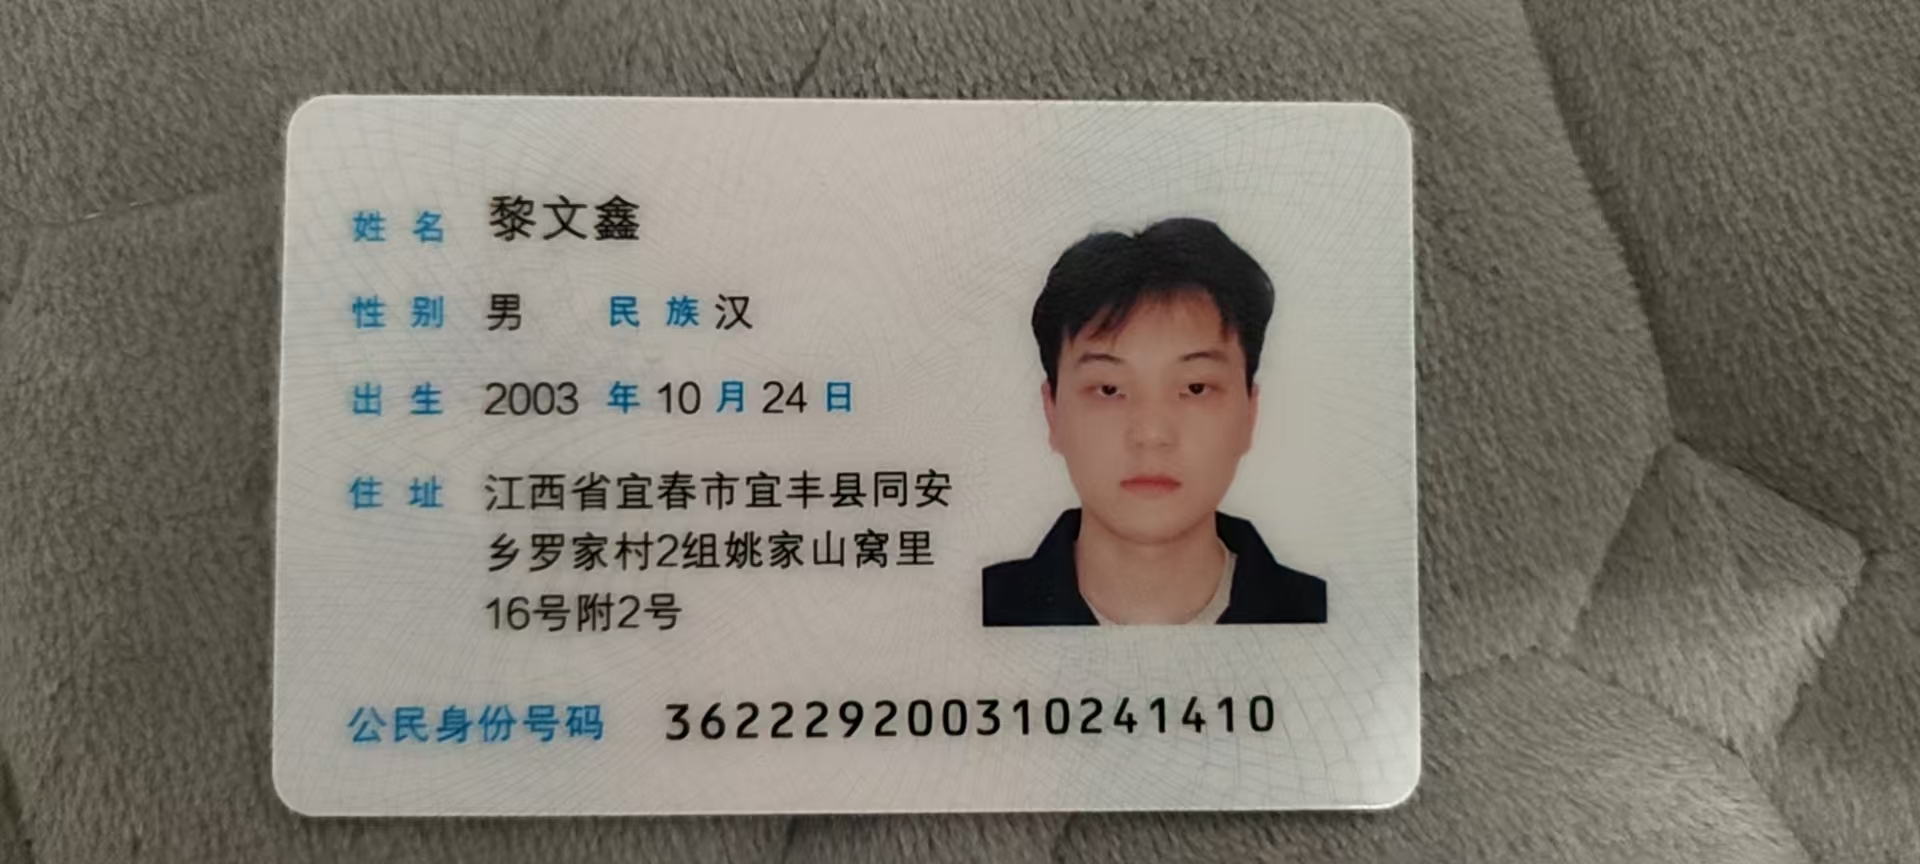 姓名 黎文鑫
性别 男 民族 汉
出生 2003 年 10 月 24 日
住址 江西省宜春市宜丰县同安
乡罗家村2组姚家山窝里
16号附2号
公民身份号码 362229200310241410